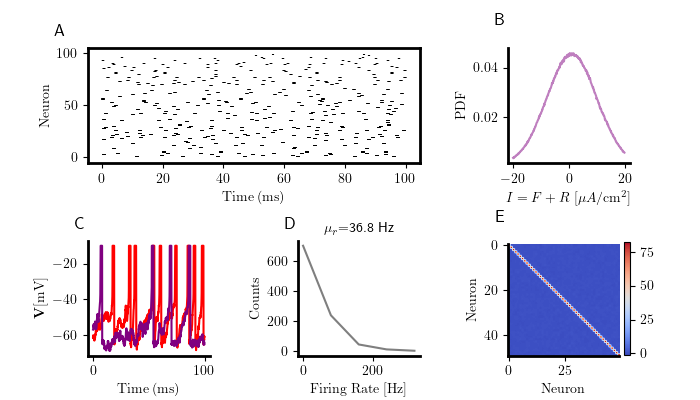 A
100
50
0
Neuron
0
20
40
60
80
100
Time (ms)
B
0.04
0.02
PDF
−20
0
20
I = F + R [μA/cm²]
C
−20
−40
−60
V[mV]
0
100
Time (ms)
D
μᵣ=36.8 Hz
600
400
200
0
Counts
0
200
Firing Rate [Hz]
E
0
20
40
Neuron
0
25
Neuron
75
50
25
0